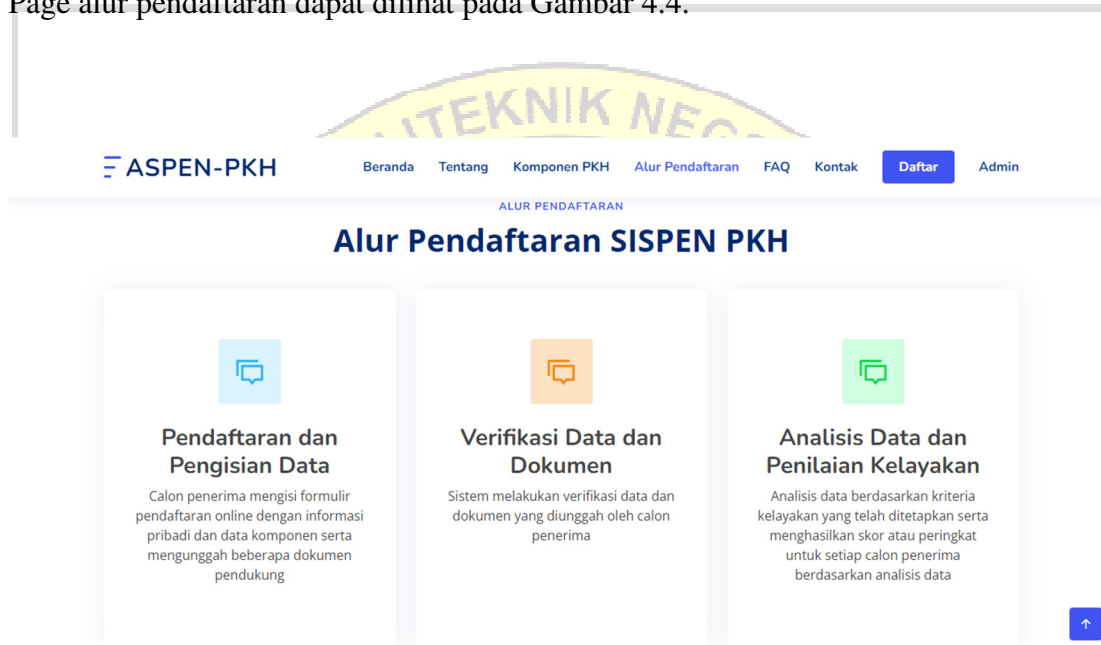 Page alur pendaftaran dapat dilihat pada Gambar 4.4.
ITEKNIK NEG
ASPEN-PKH Beranda Tentang Komponen PKH Alur Pendaftaran FAQ Kontak Daftar Admin
ALUR PENDAFTARAN
Alur Pendaftaran SISPEN PKH
Pendaftaran dan
Pengisian Data
Calon penerima mengisi formulir
pendaftaran online dengan informasi
pribadi dan data komponen serta
mengunggah beberapa dokumen
pendukung
Verifikasi Data dan
Dokumen
Sistem melakukan verifikasi data dan
dokumen yang diunggah oleh calon
penerima
Analisis Data dan
Penilaian Kelayakan
Analisis data berdasarkan kriteria
kelayakan yang telah ditetapkan serta
menghasilkan skor atau peringkat
untuk setiap calon penerima
berdasarkan analisis data